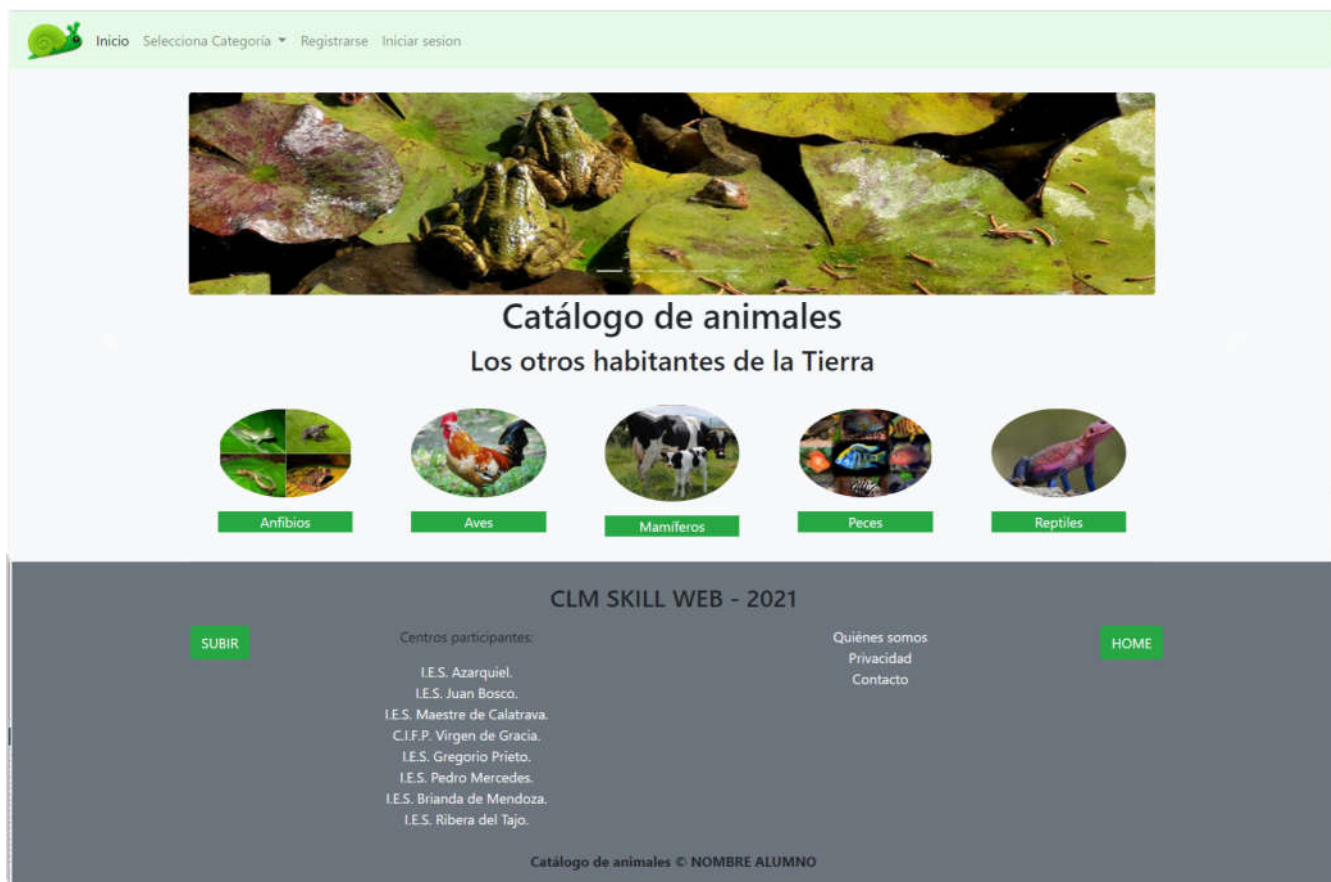 Inicio Selecciona Categoría Registrarse Iniciar sesion
Catálogo de animales
Los otros habitantes de la Tierra
Anfibios Aves Mamíferos Peces Reptiles
CLM SKILL WEB - 2021
SUBIR
Centros participantes:
I.E.S. Azarquiel.
I.E.S. Juan Bosco.
I.E.S. Maestre de Calatrava.
C.I.F.P. Virgen de Gracia.
I.E.S. Gregorio Prieto.
I.E.S. Pedro Mercedes.
I.E.S. Brianda de Mendoza.
I.E.S. Ribera del Tajo.
Quiénes somos
Privacidad
Contacto
HOME
Catálogo de animales © NOMBRE ALUMNO